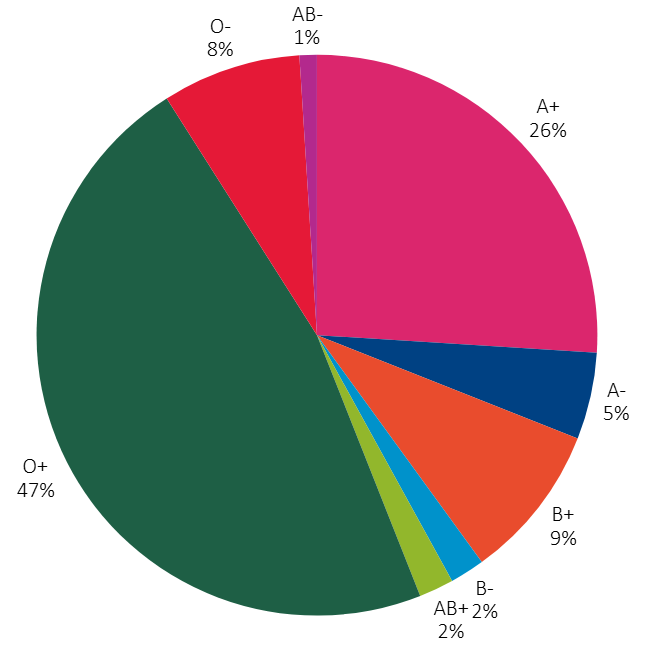 AB-
1%
O-
8%
A+
26%
A-
5%
B+
9%
B-
2%
AB+
2%
O+
47%